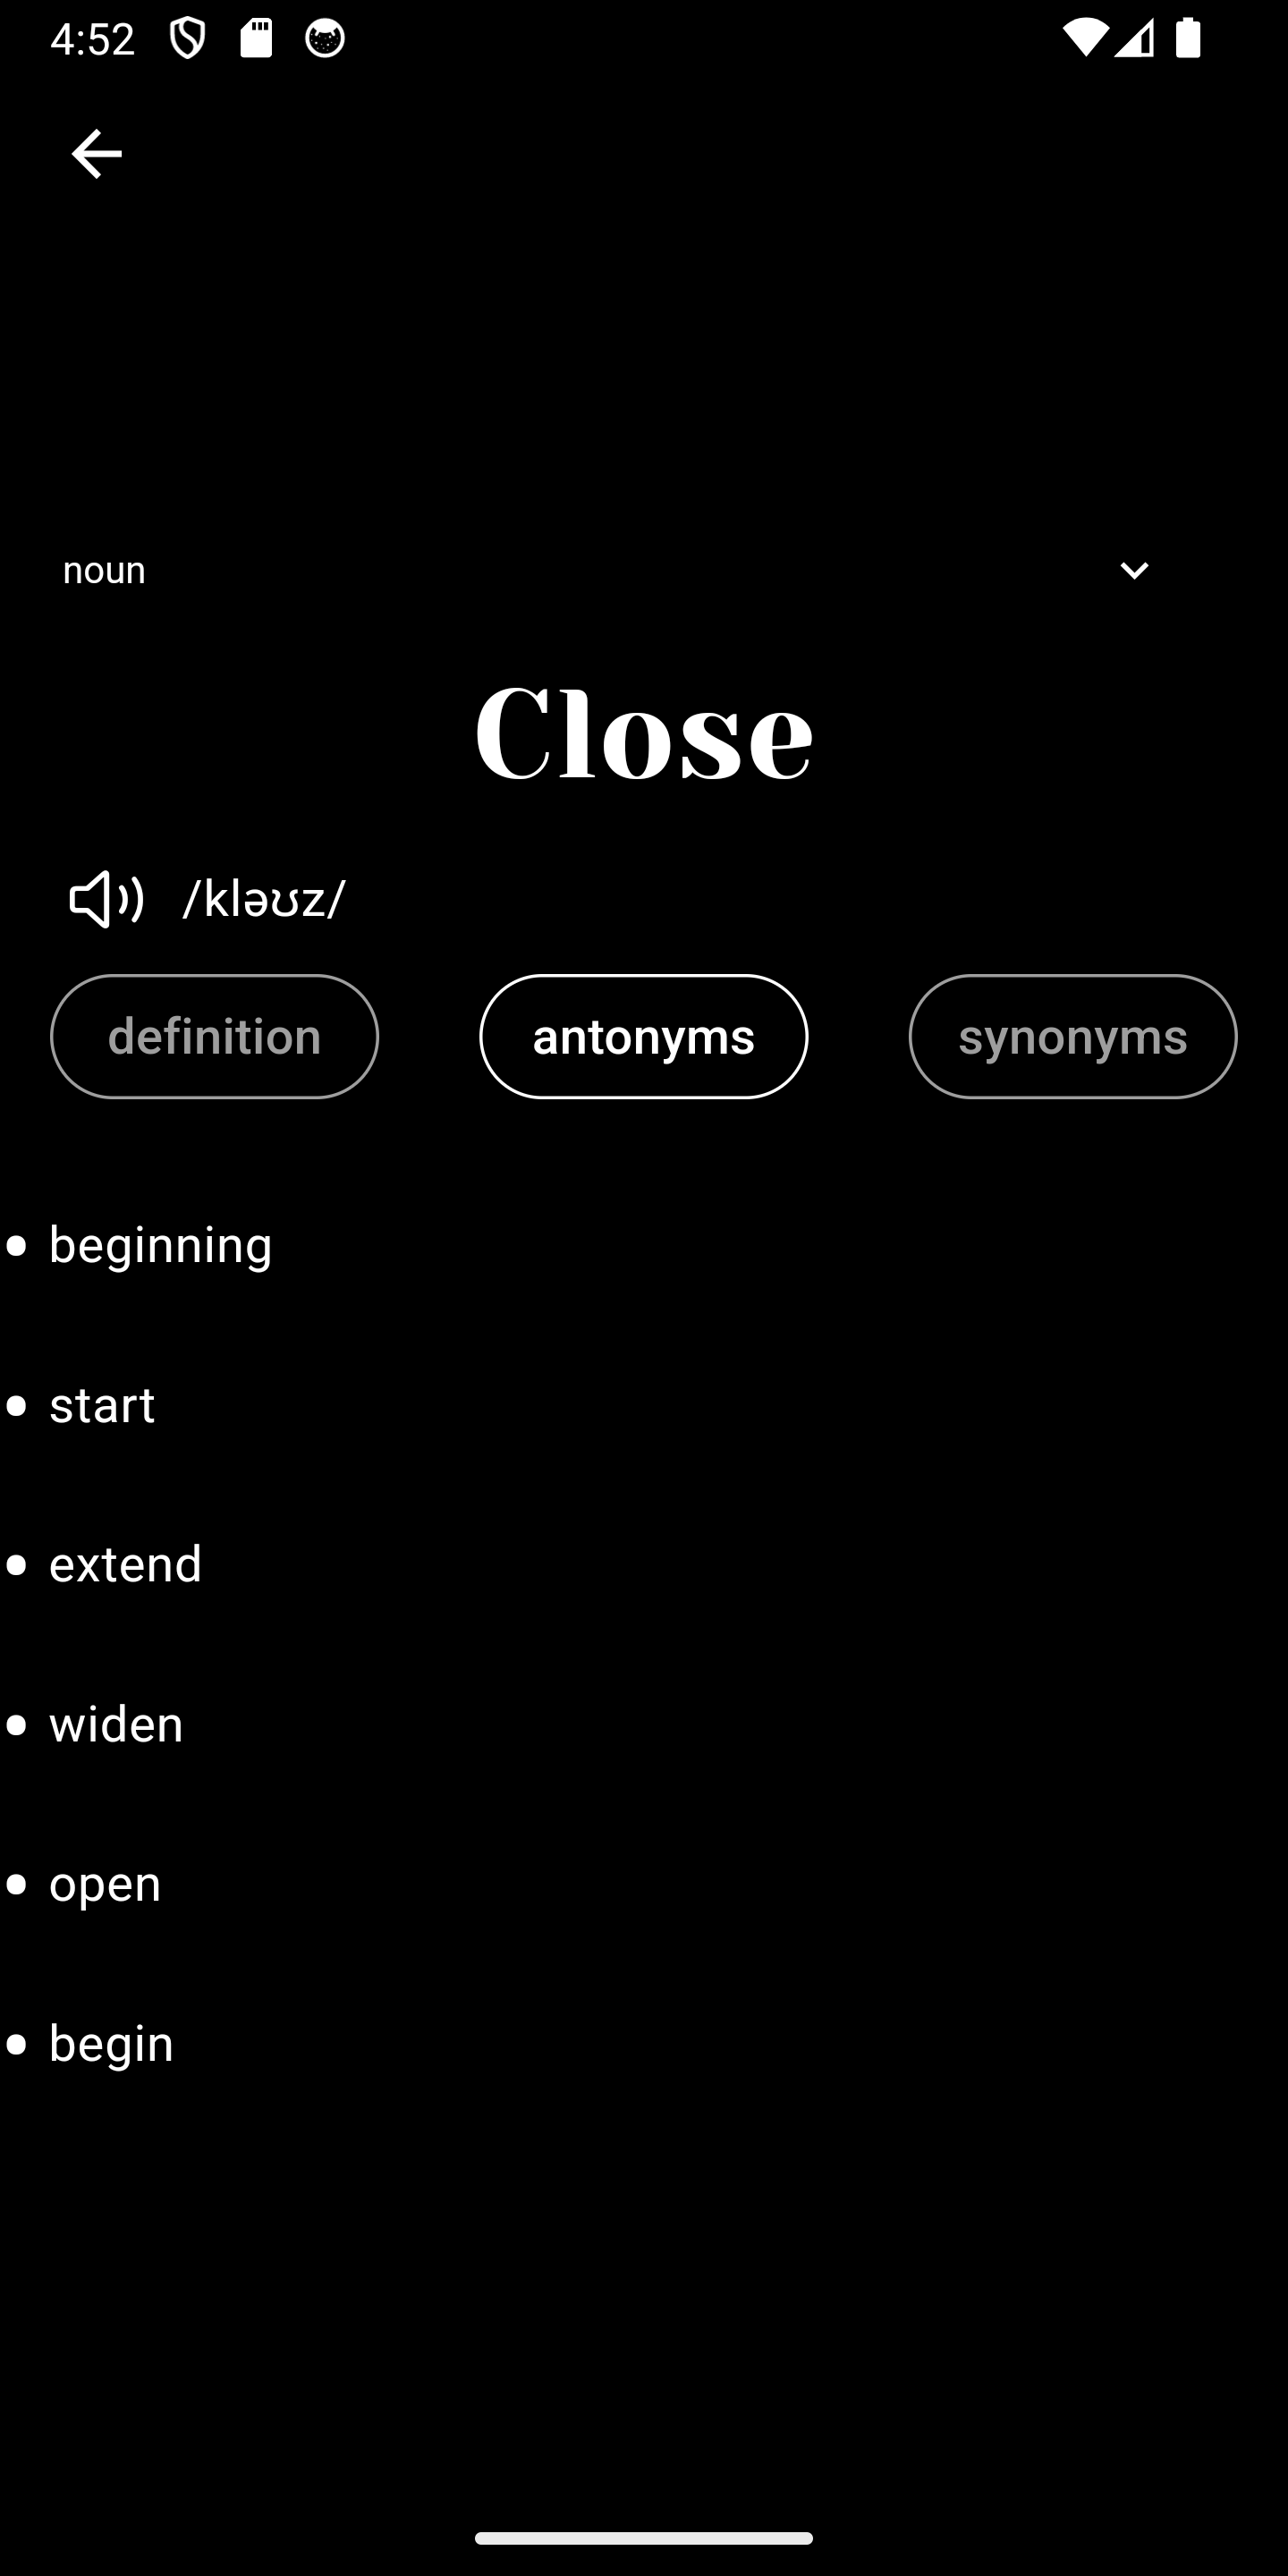 4:52
noun
Close
/kləʊz/
definition antonyms synonyms
• beginning
• start
• extend
• widen
• open
• begin